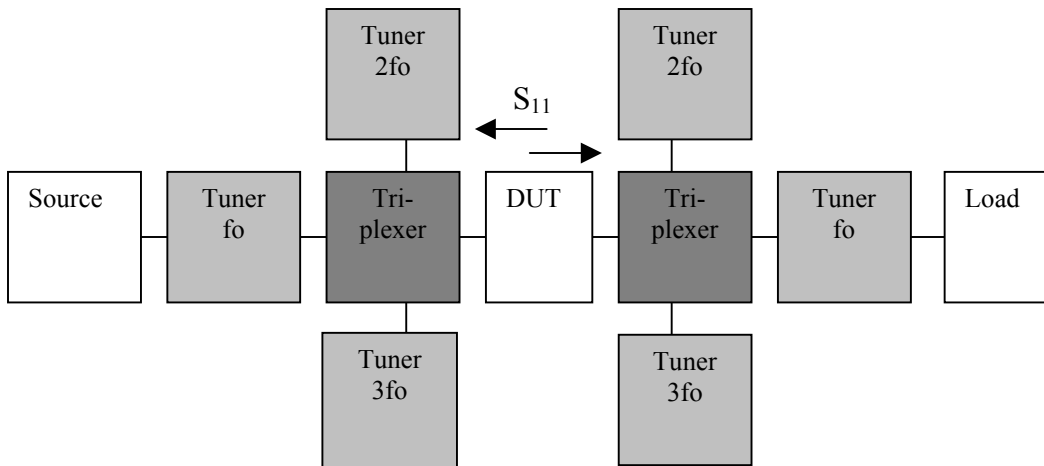 Tuner
2fo
Tuner
2fo
S₁₁
Source
Tuner
fo
Tri-
plexer
DUT
Tri-
plexer
Tuner
fo
Load
Tuner
3fo
Tuner
3fo